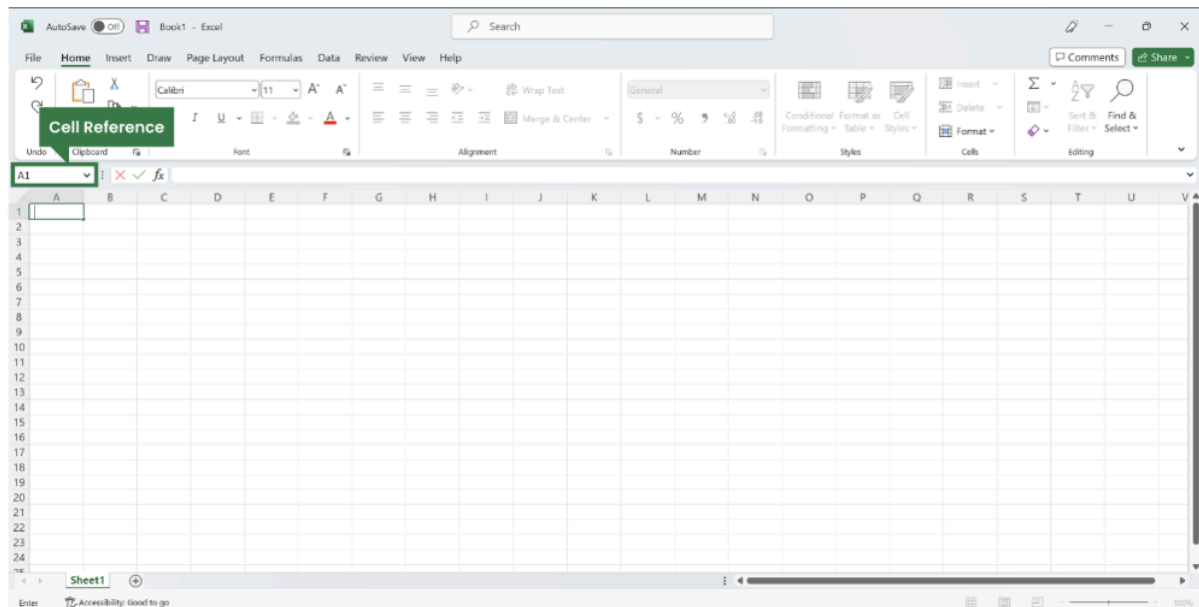 AutoSave Off Book1 - Excel Search
File Home Insert Draw Page Layout Formulas Data Review View Help Comments Share
Calibri 11 A A Wrap Text General Insert Σ
Conditional Format as Cell Delete Sort & Find &
Formatting Table Styles Filter Select
I U A Merge & Center $ % 9 Format
Cell Reference
Undo Clipboard Font Alignment Number Styles Cells Editing
A1 fx
A B C D E F G H I J K L M N O P Q R S T U V
1
2
3
4
5
6
7
8
9
10
11
12
13
14
15
16
17
18
19
20
21
22
23
24
25
Sheet1
Enter Accessibility: Good to go 100%